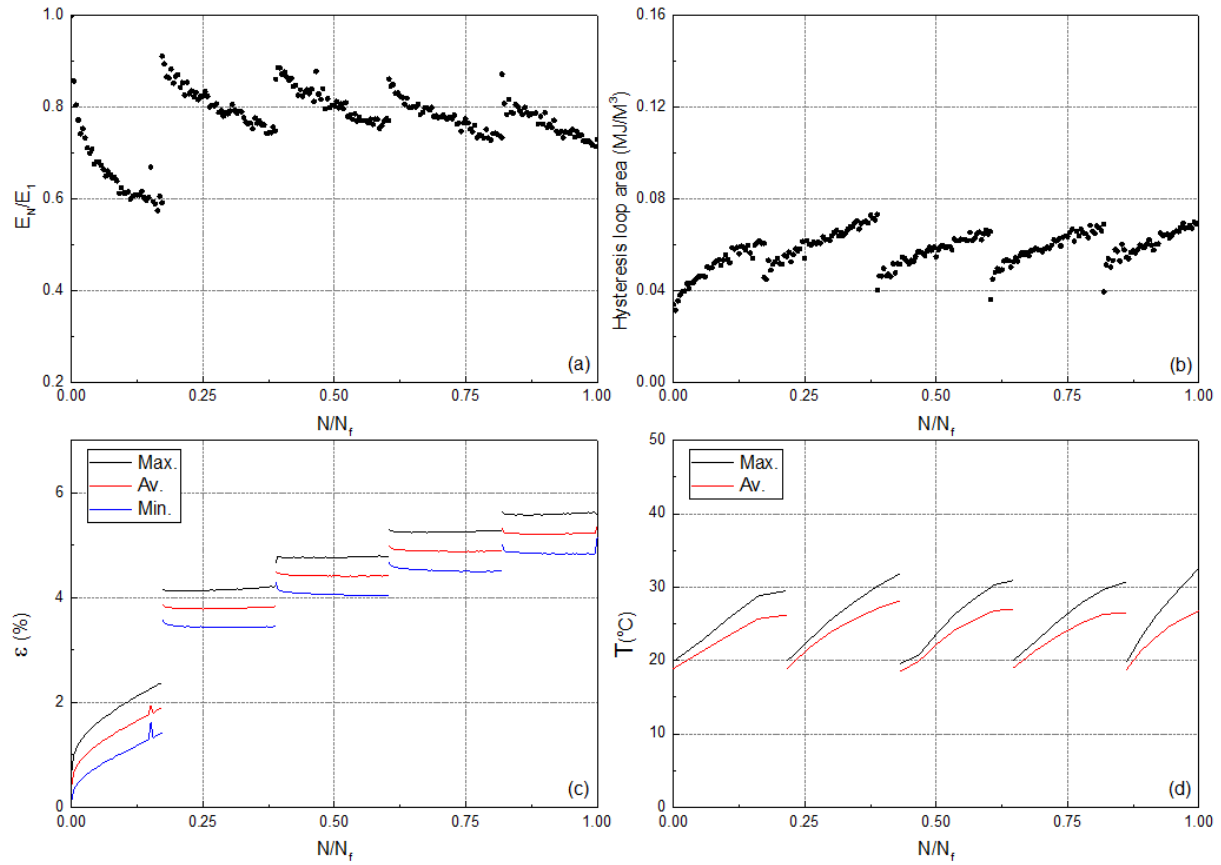 1.0
0.8
0.6
0.4
0.2
E_N/E_1
0.00 0.25 0.50 0.75 1.00
N/N_f
(a)
0.16
0.12
0.08
0.04
0.00
Hysteresis loop area (MJ/M³)
0.00 0.25 0.50 0.75 1.00
N/N_f
(b)
Max.
Av.
Min.
6
4
2
0
ε (%)
0.00 0.25 0.50 0.75 1.00
N/N_f
(c)
Max.
Av.
50
40
30
20
10
0
T(°C)
0.00 0.25 0.50 0.75 1.00
N/N_f
(d)